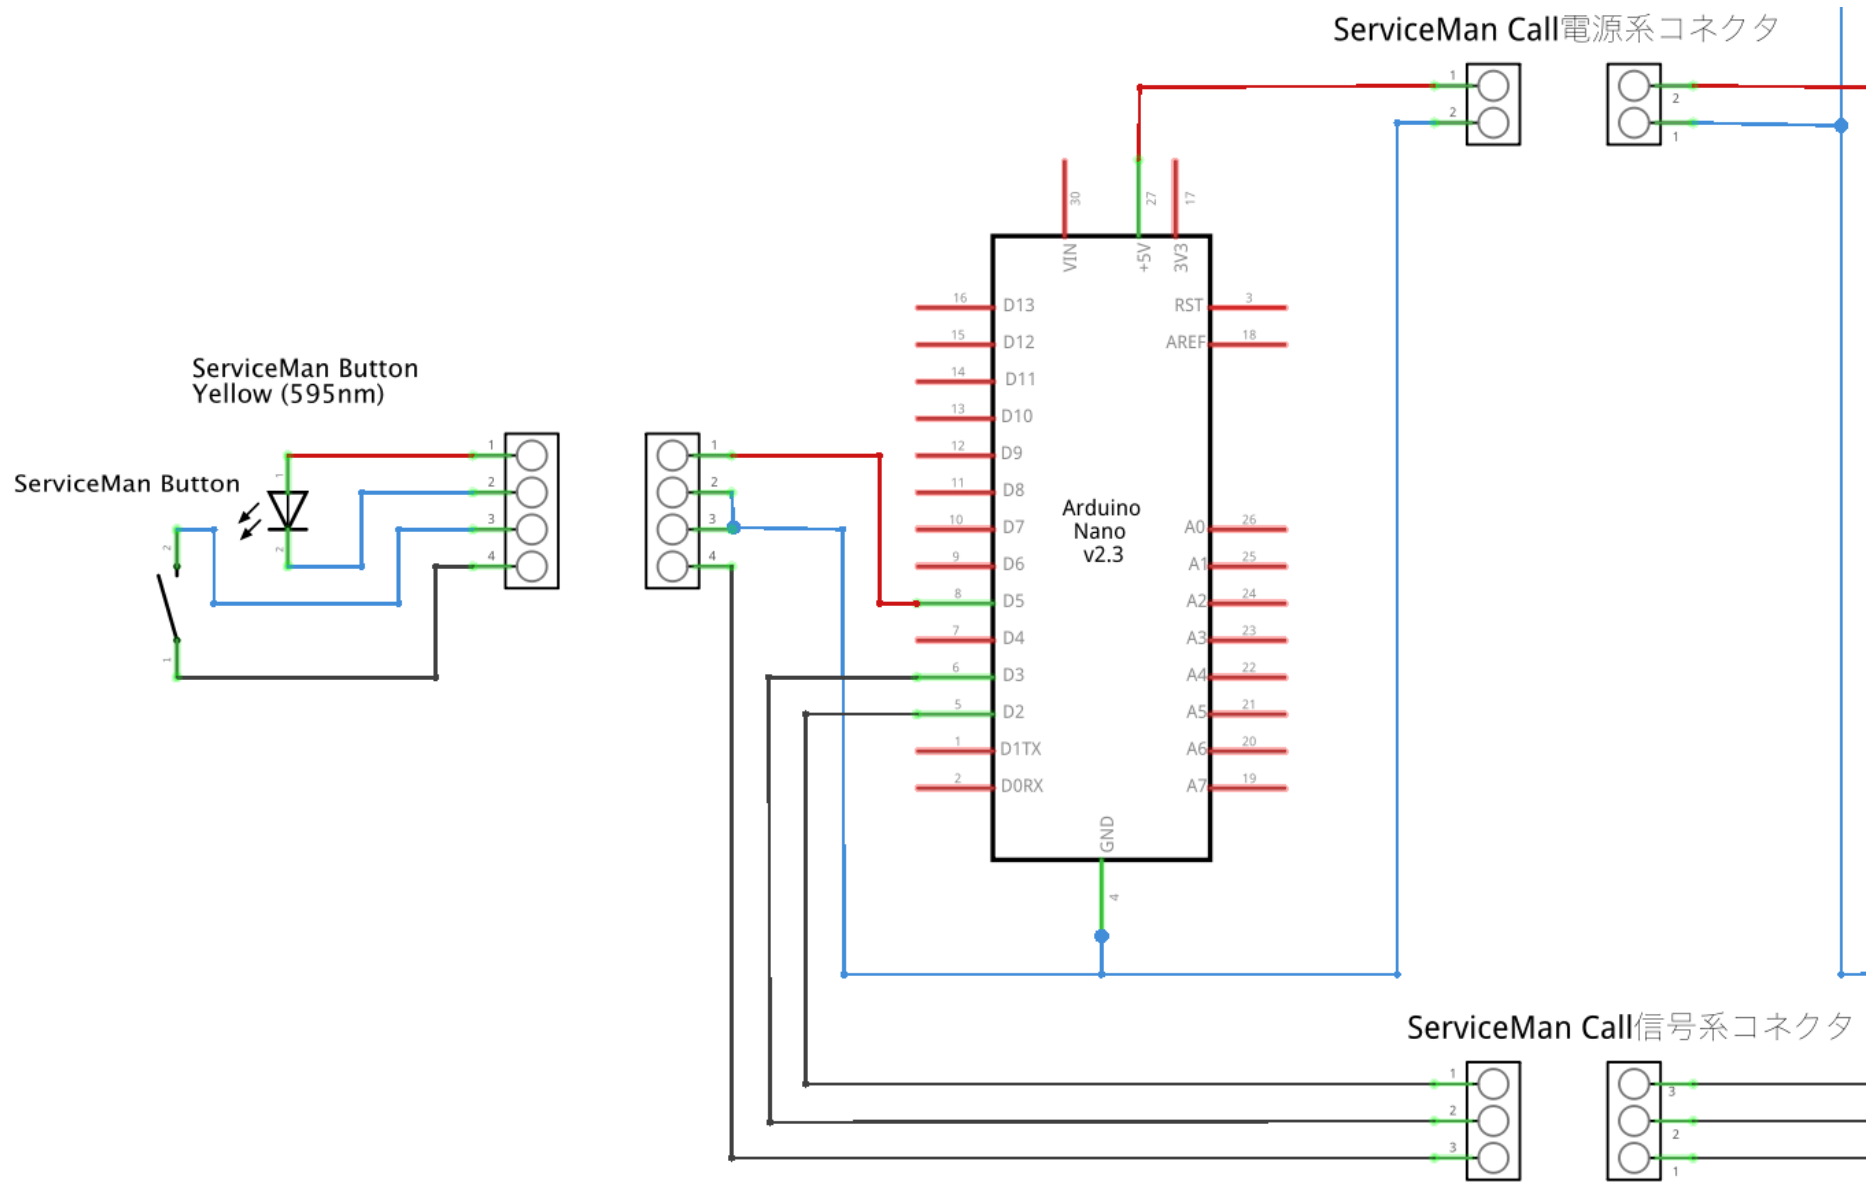 ServiceMan Call電源系コネクタ
1
2
2
1
30
27
17
VIN
+5V
3V3
16
D13
RST
3
15
D12
AREF
18
14
D11
13
D10
12
D9
11
D8
10
D7
A0
26
9
D6
A1
25
8
D5
A2
24
7
D4
A3
23
6
D3
A4
22
5
D2
A5
21
1
D1TX
A6
20
2
D0RX
A7
19
Arduino
Nano
v2.3
GND
4
ServiceMan Button
Yellow (595nm)
ServiceMan Button
1
2
2
1
1
2
3
4
1
2
3
4
ServiceMan Call信号系コネクタ
1
2
3
3
2
1